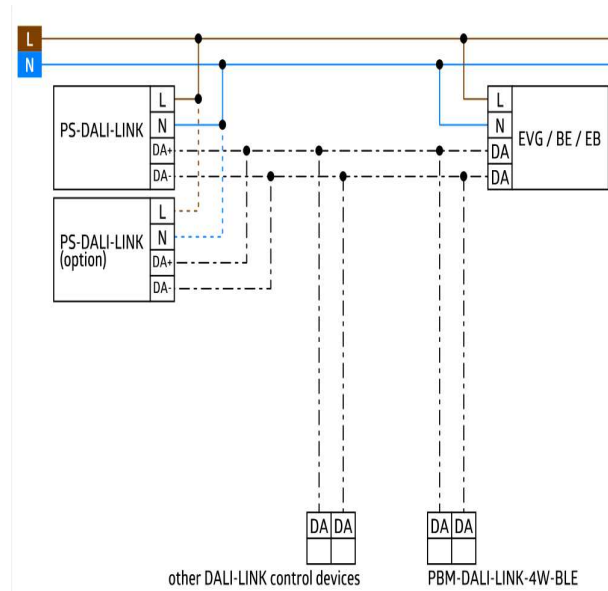 L
N
PS-DALI-LINK
L
N
DA+
DA-
L
N
DA
DA
EVG / BE / EB
PS-DALI-LINK
(option)
L
N
DA+
DA-
DA DA
DA DA
other DALI-LINK control devices
PBM-DALI-LINK-4W-BLE